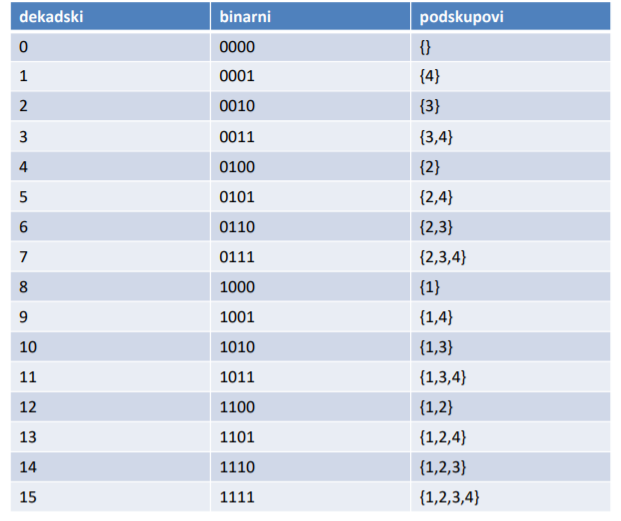 dekadski binarni podskupovi
0 0000 {}
1 0001 {4}
2 0010 {3}
3 0011 {3,4}
4 0100 {2}
5 0101 {2,4}
6 0110 {2,3}
7 0111 {2,3,4}
8 1000 {1}
9 1001 {1,4}
10 1010 {1,3}
11 1011 {1,3,4}
12 1100 {1,2}
13 1101 {1,2,4}
14 1110 {1,2,3}
15 1111 {1,2,3,4}